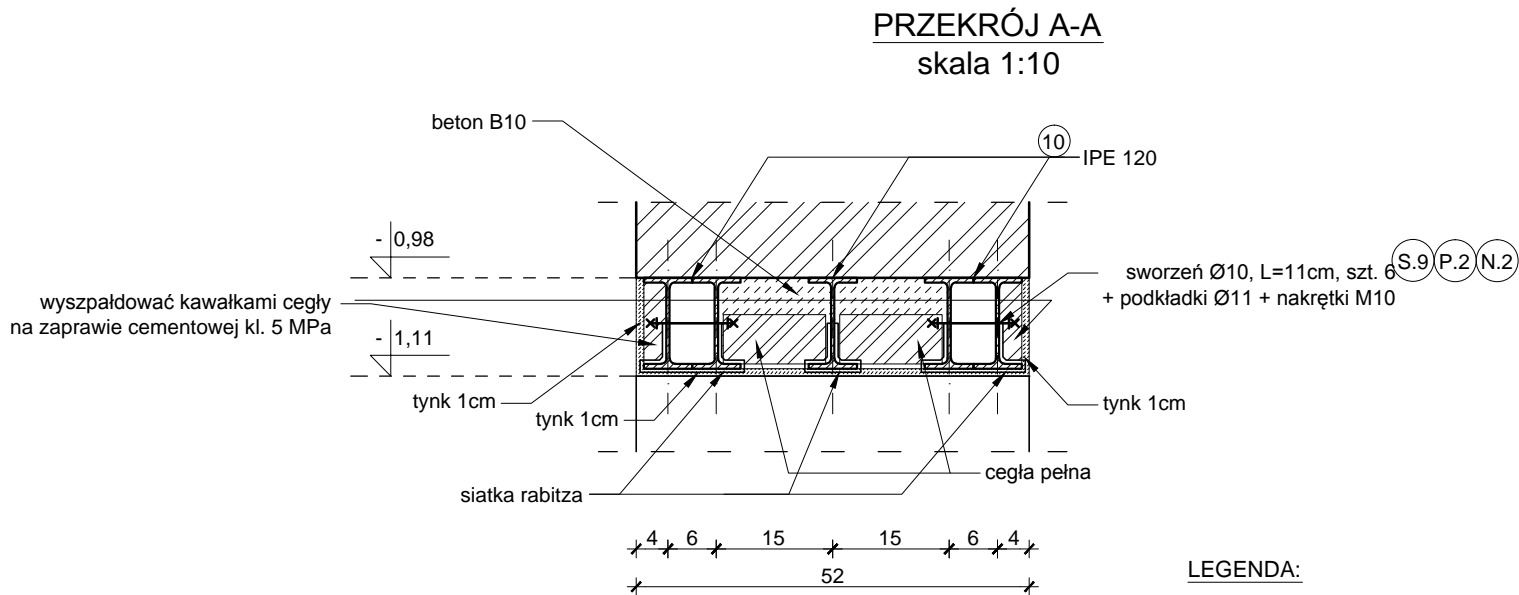 PRZEKRÓJ A-A
skala 1:10
beton B10
10
IPE 120
- 0,98
sworzeń Ø10, L=11cm, szt. 6
+ podkładki Ø11 + nakrętki M10
S.9 P.2 N.2
wyszpałdować kawałkami cegły
na zaprawie cementowej kl. 5 MPa
- 1,11
tynk 1cm
tynk 1cm
tynk 1cm
cegła pełna
siatka rabitza
4 6 15 15 6 4
52
LEGENDA: